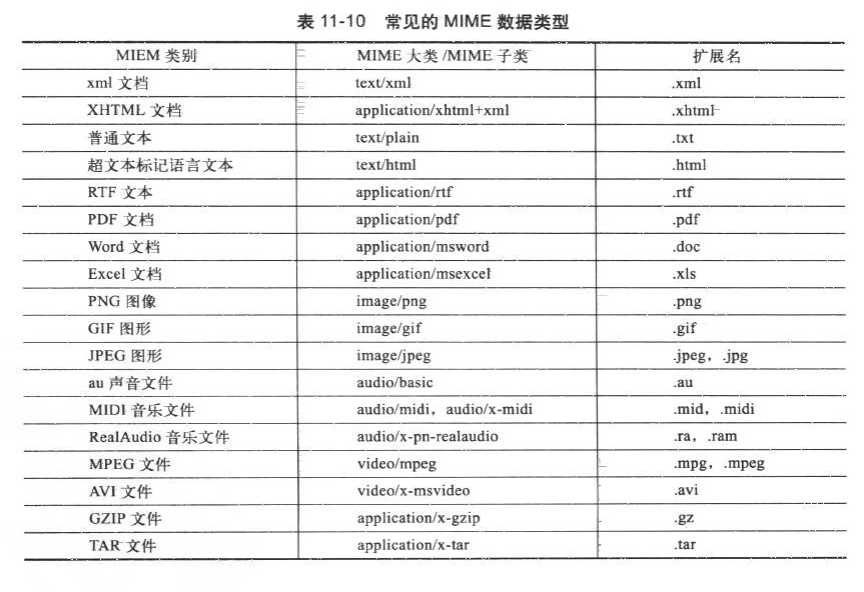 表 11-10 常见的 MIME 数据类型
MIEM 类别 MIME 大类 /MIME 子类 扩展名
xml 文档 text/xml .xml
XHTML 文档 application/xhtml+xml .xhtml
普通文本 text/plain .txt
超文本标记语言文本 text/html .html
RTF 文本 application/rtf .rtf
PDF 文档 application/pdf .pdf
Word 文档 application/msword .doc
Excel 文档 application/msexcel .xls
PNG 图像 image/png .png
GIF 图形 image/gif .gif
JPEG 图形 image/jpeg .jpeg，.jpg
au 声音文件 audio/basic .au
MIDI 音乐文件 audio/midi，audio/x-midi .mid，.midi
RealAudio 音乐文件 audio/x-pn-realaudio .ra，.ram
MPEG 文件 video/mpeg .mpg，.mpeg
AVI 文件 video/x-msvideo .avi
GZIP 文件 application/x-gzip .gz
TAR 文件 application/x-tar .tar